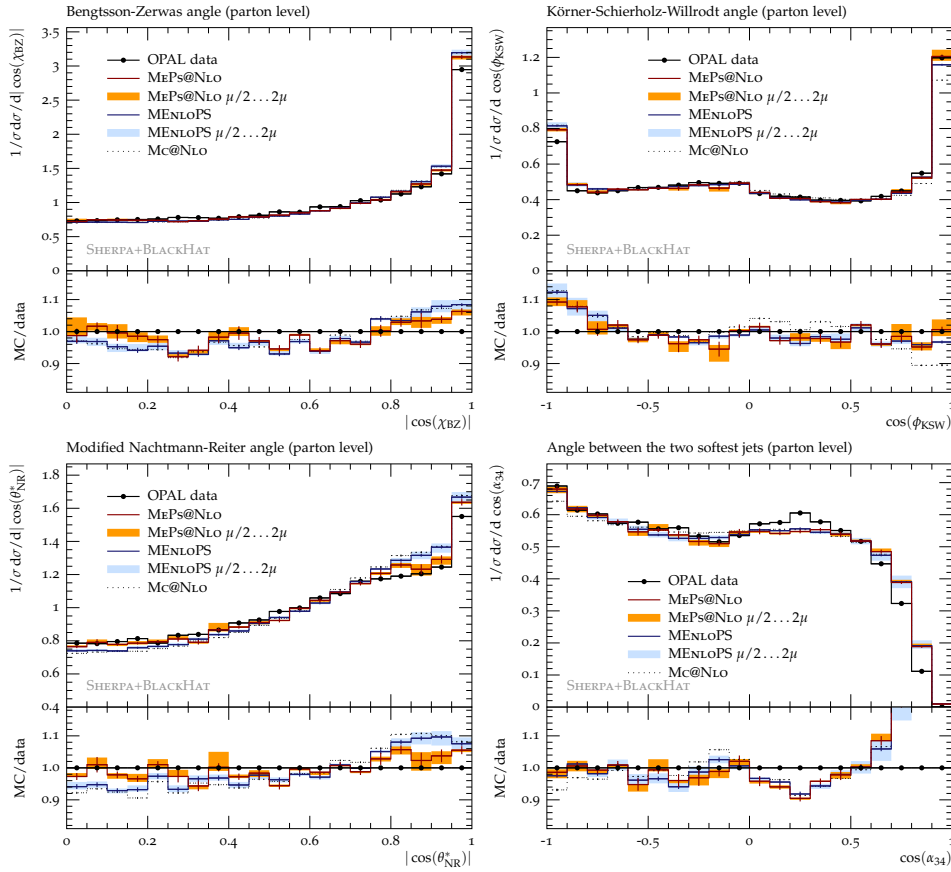 Bengtsson-Zerwas angle (parton level)
1/σ dσ/d| cos(χBZ)|
3.5
3
2.5
2
1.5
1
0.5
0
OPAL data
MEPS@NLO
MEPS@NLO μ/2...2μ
MENLOPS
MENLOPS μ/2...2μ
MC@NLO
SHERPA+BLACKHAT
MC/data
1.1
1.0
0.9
0 0.2 0.4 0.6 0.8 1
|cos(χBZ)|
Körner-Schierholz-Willrodt angle (parton level)
1/σ dσ/d cos(ϕKSW)
1.2
1
0.8
0.6
0.4
0.2
0
OPAL data
MEPS@NLO
MEPS@NLO μ/2...2μ
MENLOPS
MENLOPS μ/2...2μ
MC@NLO
SHERPA+BLACKHAT
MC/data
1.1
1.0
0.9
-1 -0.5 0 0.5 1
cos(ϕKSW)
Modified Nachtmann-Reiter angle (parton level)
1/σ dσ/d| cos(θ*NR)|
1.8
1.6
1.4
1.2
1
0.8
0.6
0.4
OPAL data
MEPS@NLO
MEPS@NLO μ/2...2μ
MENLOPS
MENLOPS μ/2...2μ
MC@NLO
SHERPA+BLACKHAT
MC/data
1.1
1.0
0.9
0 0.2 0.4 0.6 0.8 1
|cos(θ*NR)|
Angle between the two softest jets (parton level)
1/σ dσ/d cos(α34)
0.7
0.6
0.5
0.4
0.3
0.2
0.1
OPAL data
MEPS@NLO
MEPS@NLO μ/2...2μ
MENLOPS
MENLOPS μ/2...2μ
MC@NLO
SHERPA+BLACKHAT
MC/data
1.1
1.0
0.9
-1 -0.5 0 0.5 1
cos(α34)